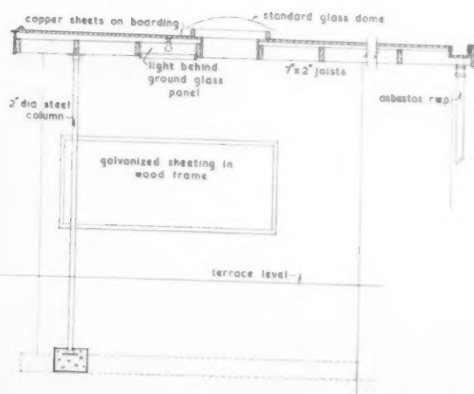 copper sheets on boarding
standard glass dome
light behind
ground glass
panel
7"x 2" joists
asbestos rwp
2" dia steel
column
galvanized sheeting in
wood frame
terrace level